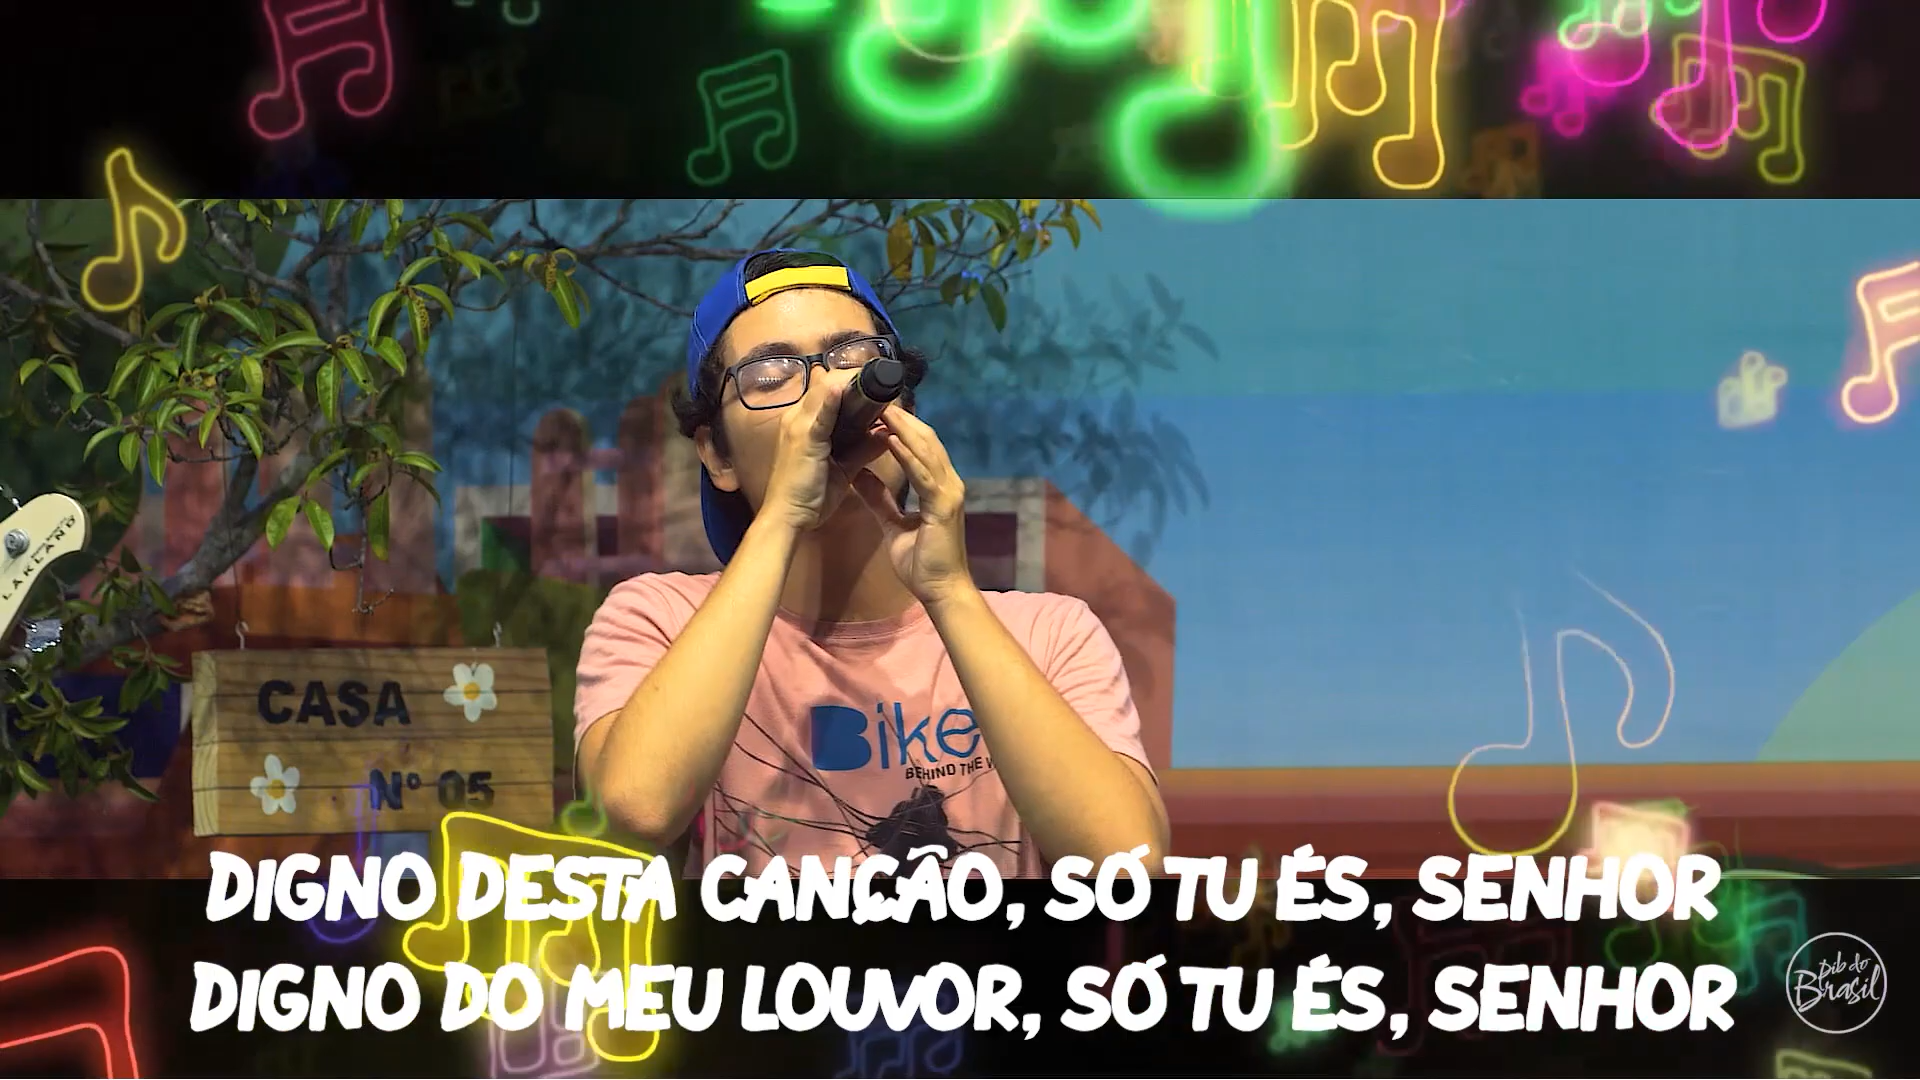 LAKLAND
CASA
Nº 05
Bike
BEHIND THE W
DIGNO DESTA CANÇÃO, SÓ TU ÉS, SENHOR
DIGNO DO MEU LOUVOR, SÓ TU ÉS, SENHOR
pib do
Brasil